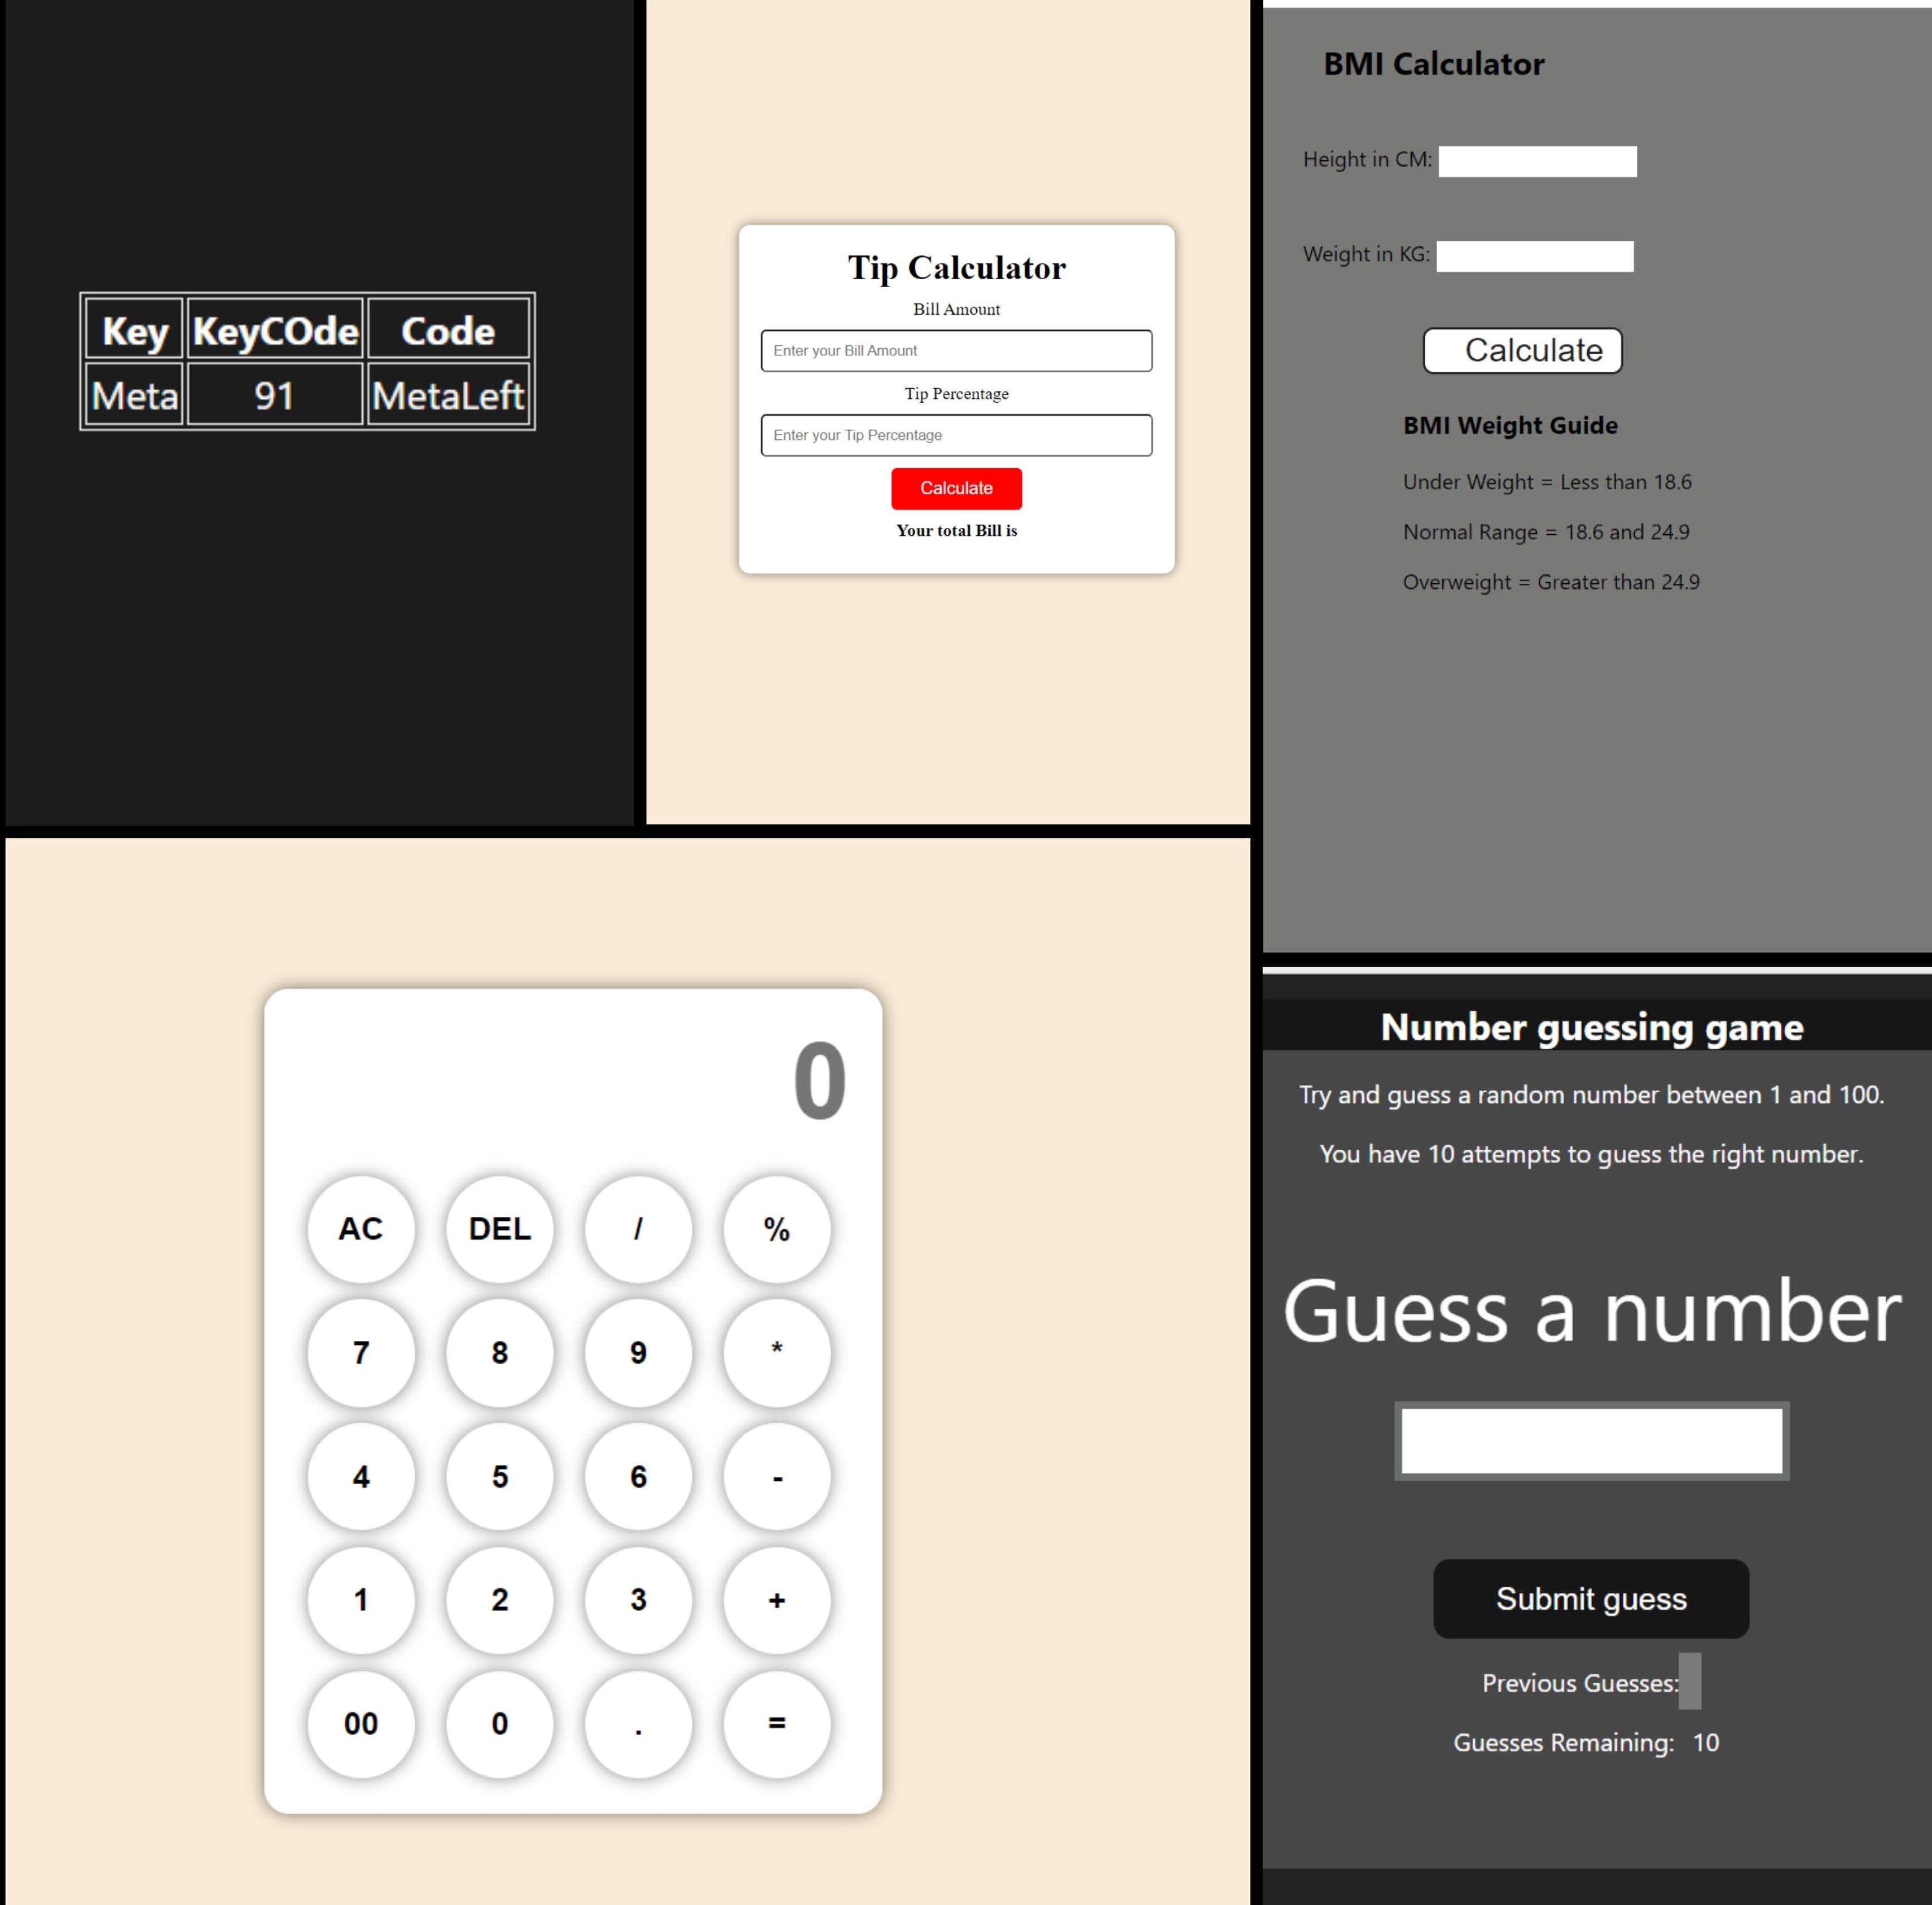 Key KeyCOde Code
Meta 91 MetaLeft
Tip Calculator
Bill Amount
Enter your Bill Amount
Tip Percentage
Enter your Tip Percentage
Calculate
Your total Bill is
BMI Calculator
Height in CM:
Weight in KG:
Calculate
BMI Weight Guide
Under Weight = Less than 18.6
Normal Range = 18.6 and 24.9
Overweight = Greater than 24.9
0
AC DEL / %
7 8 9 *
4 5 6 -
1 2 3 +
00 0 . =
Number guessing game
Try and guess a random number between 1 and 100.
You have 10 attempts to guess the right number.
Guess a number
Submit guess
Previous Guesses:
Guesses Remaining: 10